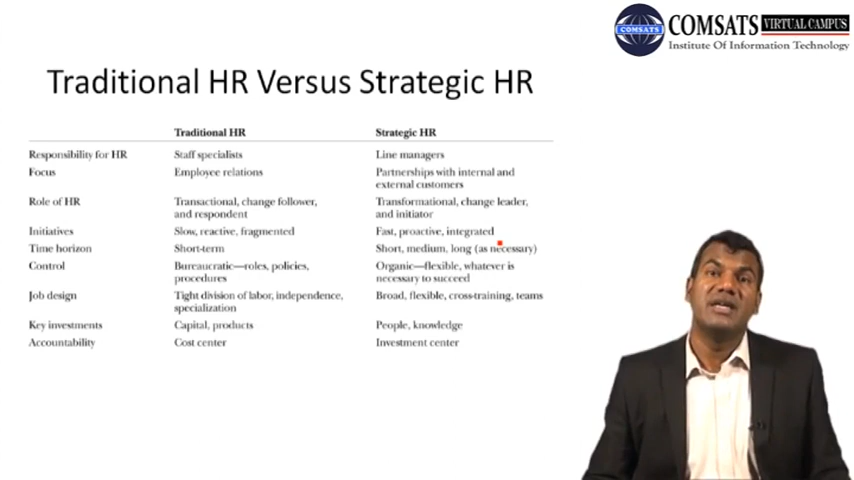 COMSATS VIRTUAL CAMPUS
COMSATS
Institute Of Information Technology
Traditional HR Versus Strategic HR
Traditional HR Strategic HR
Responsibility for HR Staff specialists Line managers
Focus Employee relations Partnerships with internal and
external customers
Role of HR Transactional, change follower, Transformational, change leader,
and respondent and initiator
Initiatives Slow, reactive, fragmented Fast, proactive, integrated
Time horizon Short-term Short, medium, long (as necessary)
Control Bureaucratic—roles, policies, Organic—flexible, whatever is
procedures necessary to succeed
Job design Tight division of labor, independence, Broad, flexible, cross-training, teams
specialization
Key investments Capital, products People, knowledge
Accountability Cost center Investment center